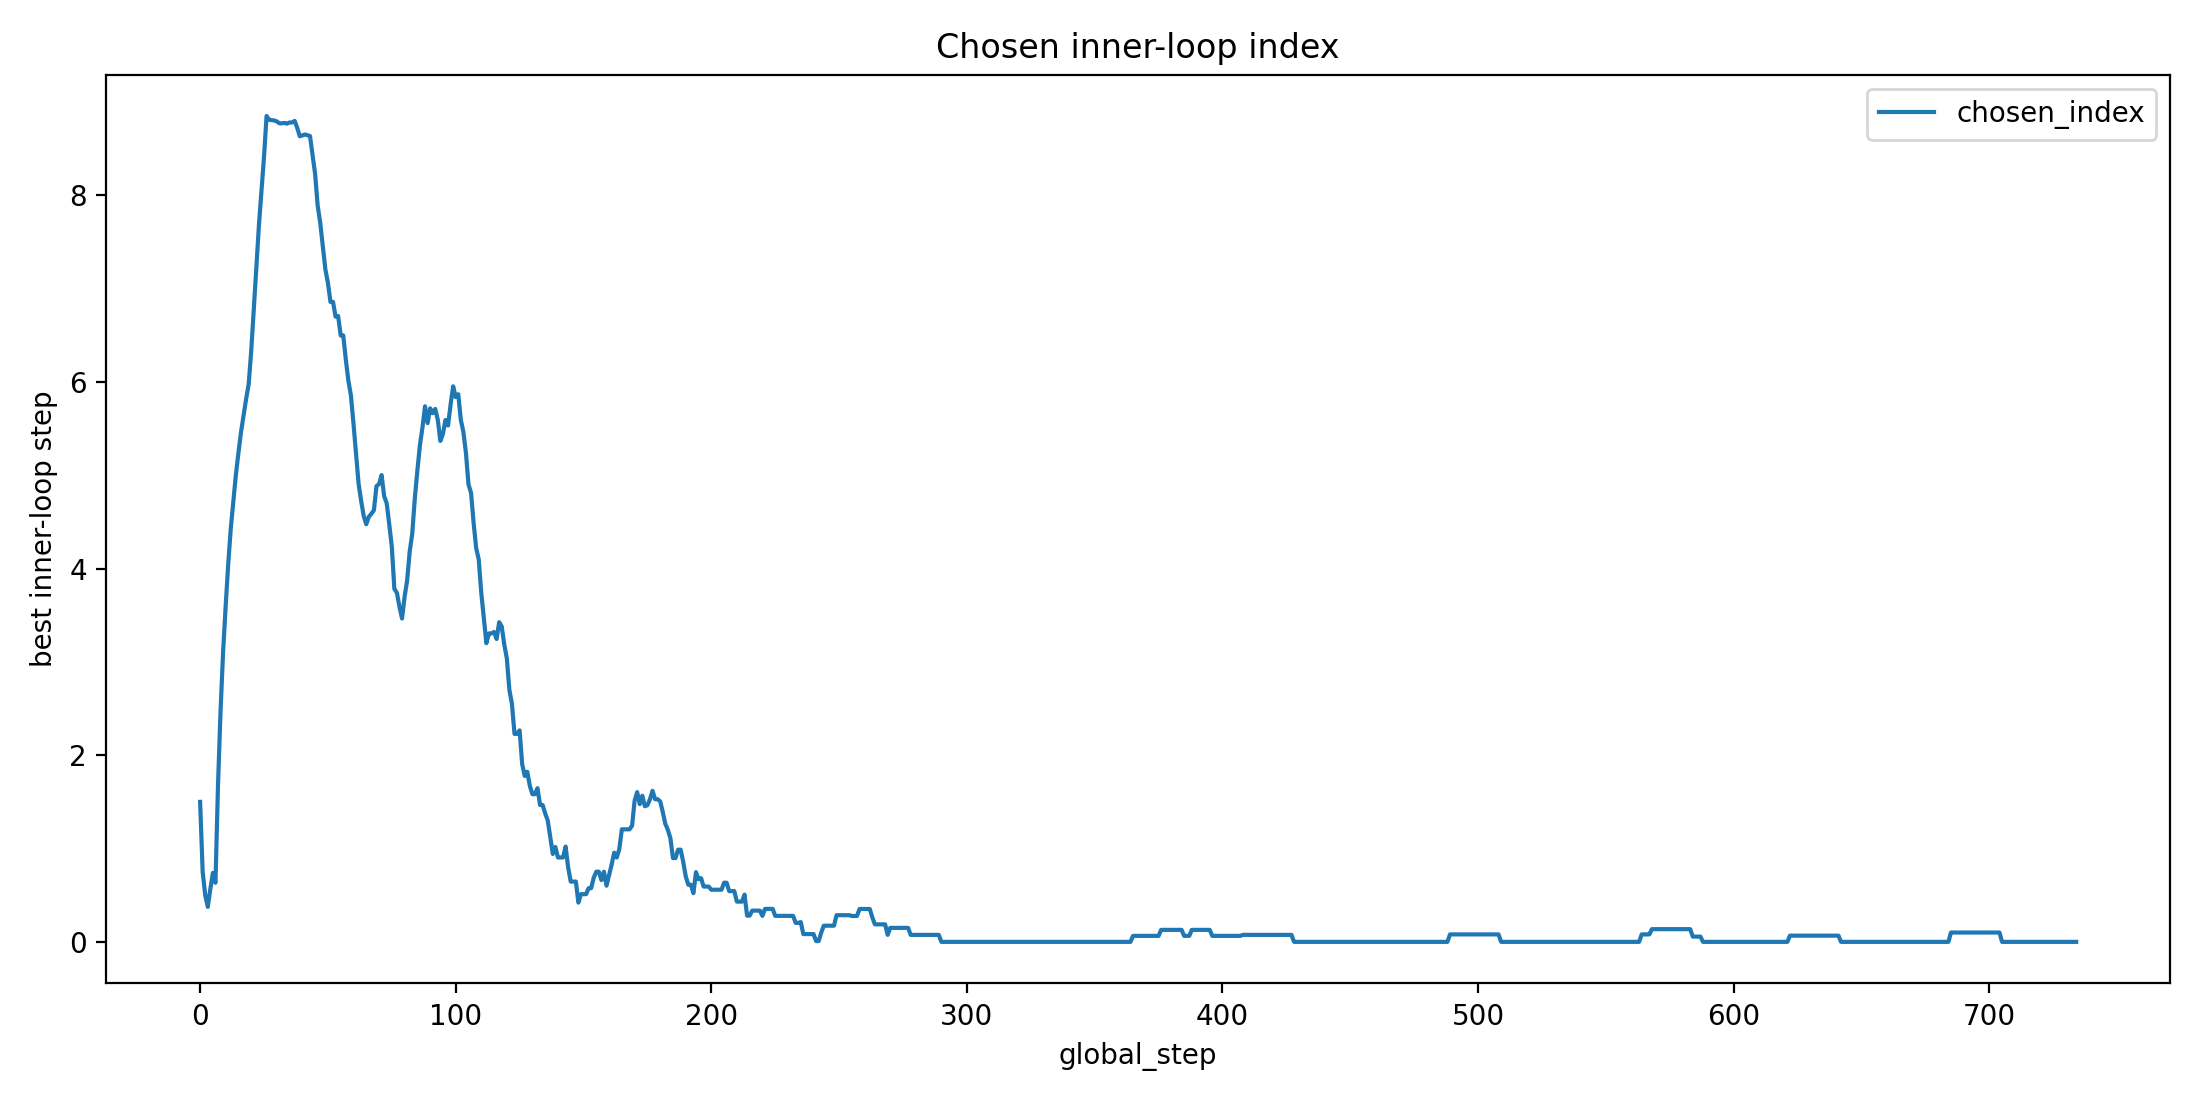 Chosen inner-loop index
chosen_index
8
6
4
2
0
best inner-loop step
0 100 200 300 400 500 600 700
global_step